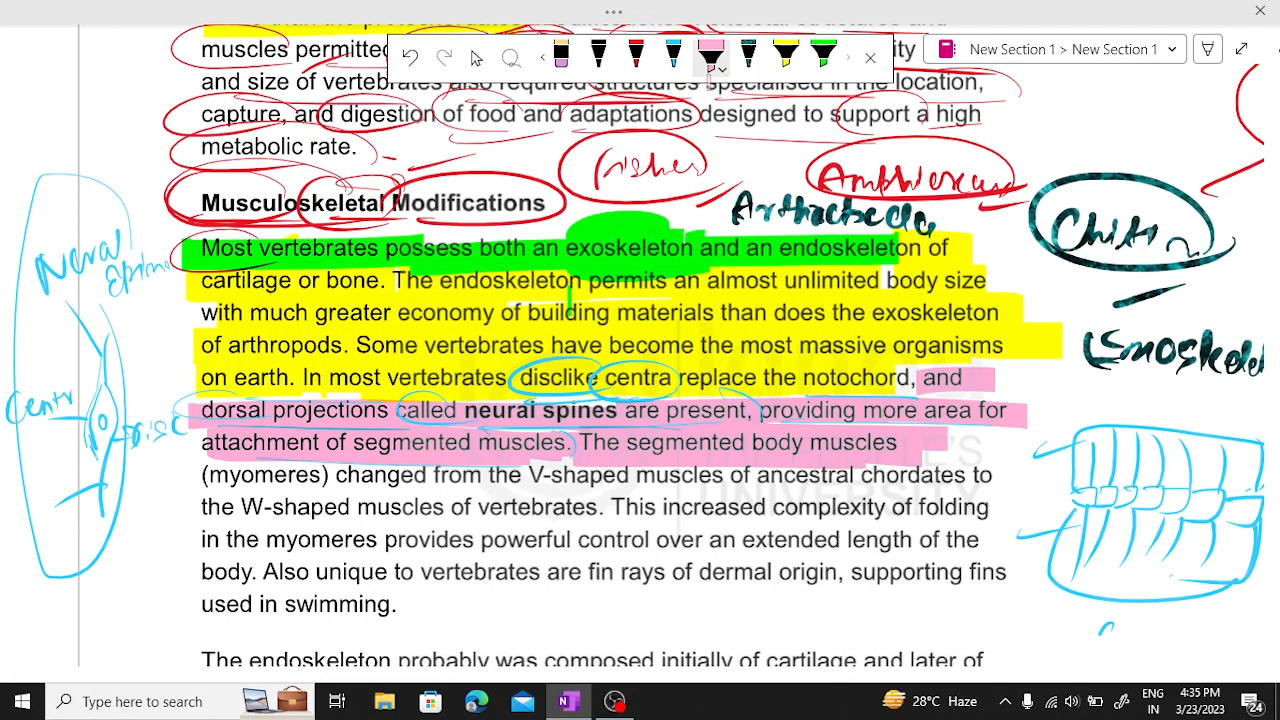 New Section 1 > New Section 1
muscles permitted
and size of vertebrates also required structures specialised in the location,
capture, and digestion of food and adaptations designed to support a high
metabolic rate.
fishes
Amphioxus
Musculoskeletal Modifications
Chitin
Most vertebrates possess both an exoskeleton and an endoskeleton of
cartilage or bone. The endoskeleton permits an almost unlimited body size
with much greater economy of building materials than does the exoskeleton
of arthropods. Some vertebrates have become the most massive organisms
on earth. In most vertebrates disclike centra replace the notochord, and
dorsal projections called neural spines are present, providing more area for
attachment of segmented muscles. The segmented body muscles
(myomeres) changed from the V-shaped muscles of ancestral chordates to
the W-shaped muscles of vertebrates. This increased complexity of folding
in the myomeres provides powerful control over an extended length of the
body. Also unique to vertebrates are fin rays of dermal origin, supporting fins
used in swimming.
The endoskeleton probably was composed initially of cartilage and later of
UNIVERSITY
Type here to search
28°C Haze
ENG
IN
4:35 PM
3/23/2023
24